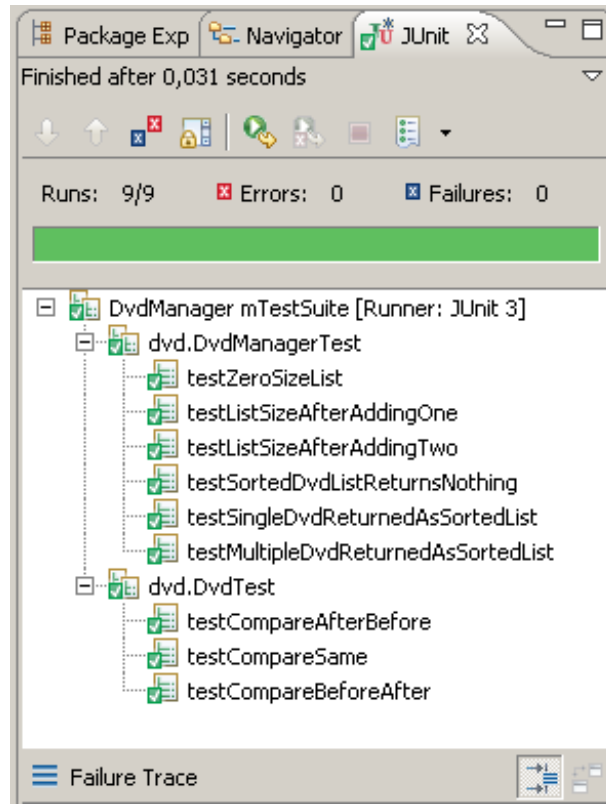 Package Exp Navigator JUnit
Finished after 0,031 seconds
Runs: 9/9 Errors: 0 Failures: 0
DvdManager mTestSuite [Runner: JUnit 3]
dvd.DvdManagerTest
testZeroSizeList
testListSizeAfterAddingOne
testListSizeAfterAddingTwo
testSortedDvdListReturnsNothing
testSingleDvdReturnedAsSortedList
testMultipleDvdReturnedAsSortedList
dvd.DvdTest
testCompareAfterBefore
testCompareSame
testCompareBeforeAfter
Failure Trace